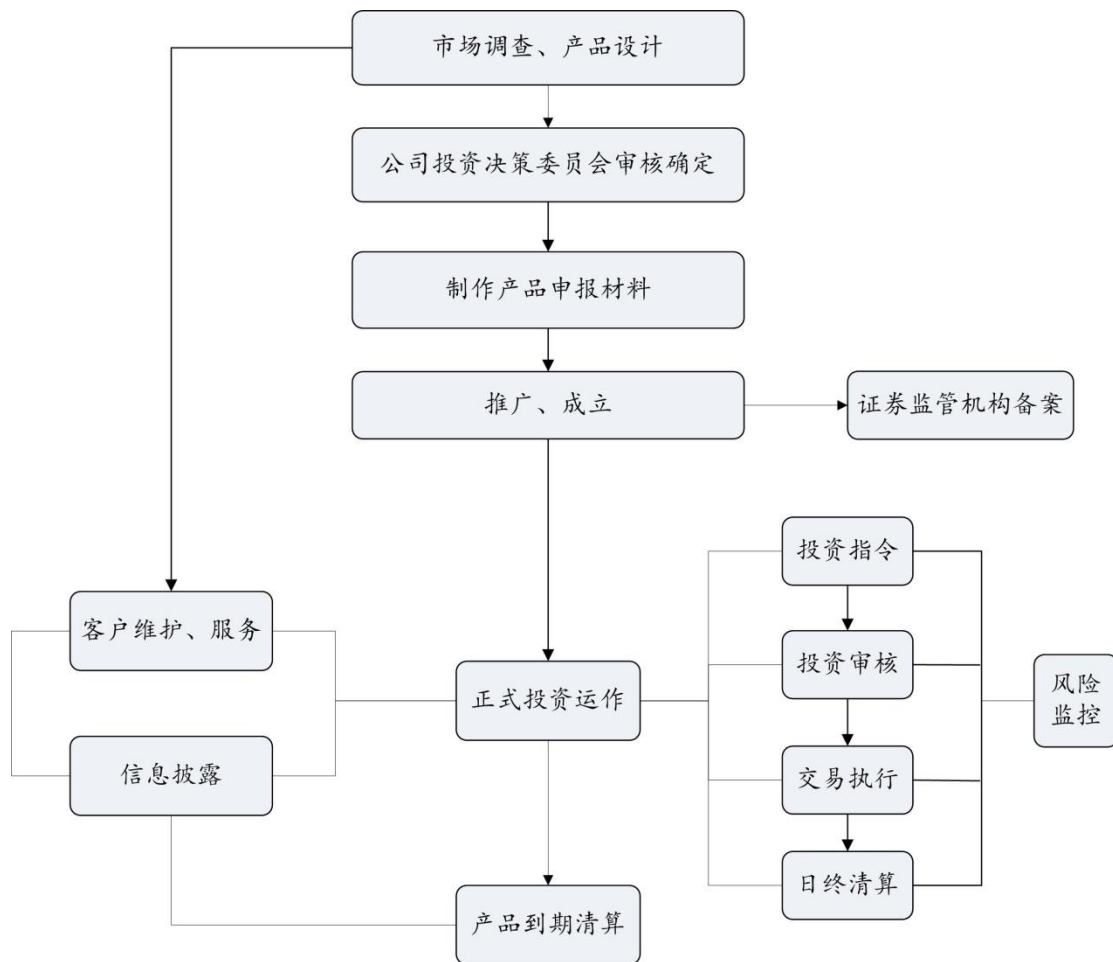 市场调查、产品设计
公司投资决策委员会审核确定
制作产品申报材料
推广、成立
证券监管机构备案
投资指令
客户维护、服务
投资审核
正式投资运作
风险
监控
信息披露
交易执行
日终清算
产品到期清算